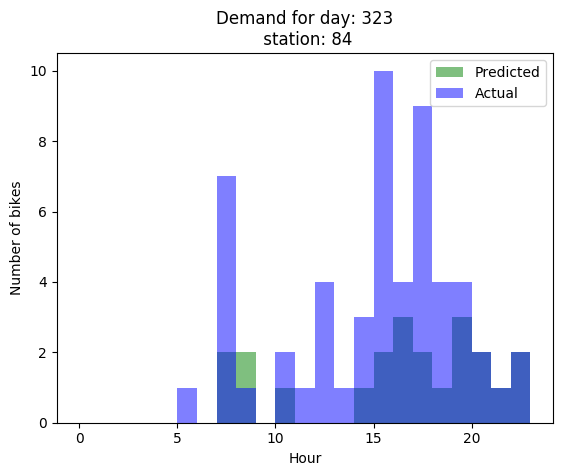 Demand for day: 323
station: 84
Predicted
Actual
Number of bikes
10
8
6
4
2
0
0
5
10
15
20
Hour